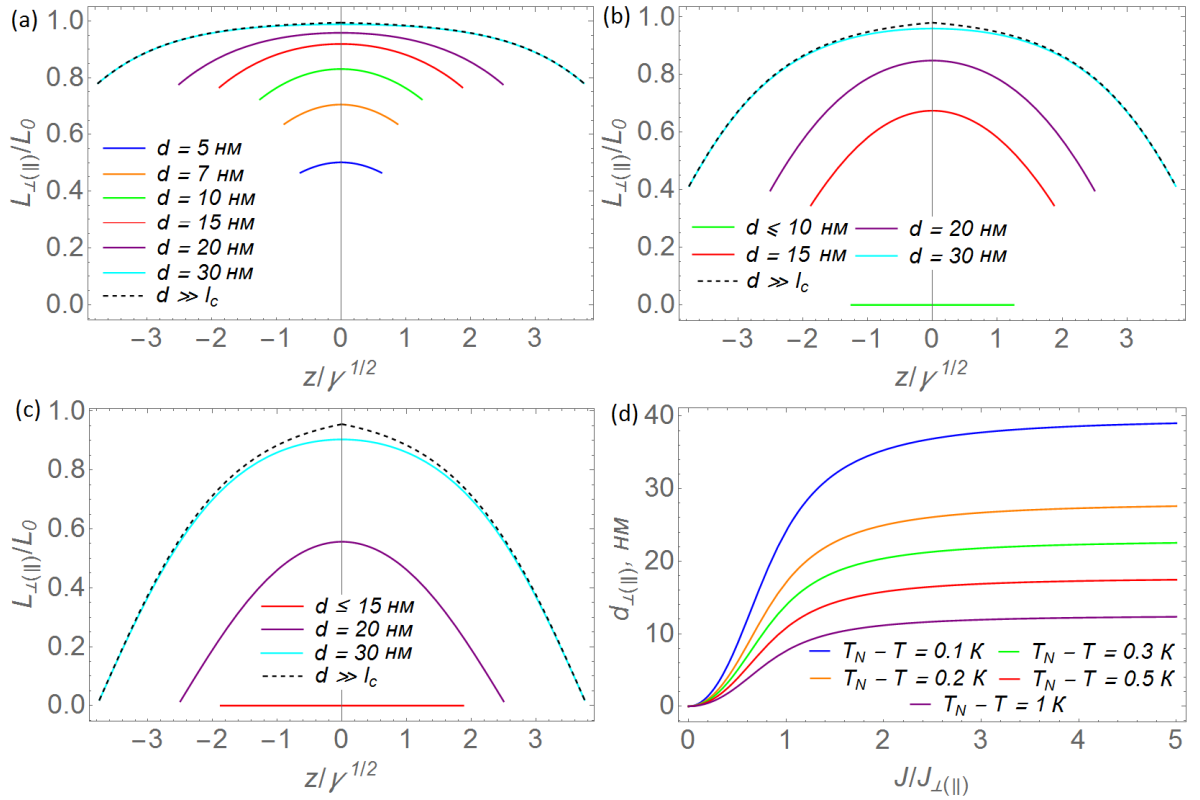 (a)
L⊥(||)/L0
1.0
0.8
0.6
0.4
0.2
0.0
d = 5 нм
d = 7 нм
d = 10 нм
d = 15 нм
d = 20 нм
d = 30 нм
d ≫ lc
−3 −2 −1 0 1 2 3
z/γ^1/2
(b)
L⊥(||)/L0
1.0
0.8
0.6
0.4
0.2
0.0
d ⩽ 10 нм d = 20 нм
d = 15 нм d = 30 нм
d ≫ lc
−3 −2 −1 0 1 2 3
z/γ^1/2
(c)
L⊥(||)/L0
1.0
0.8
0.6
0.4
0.2
0.0
d ≤ 15 нм
d = 20 нм
d = 30 нм
d ≫ lc
−3 −2 −1 0 1 2 3
z/γ^1/2
(d)
d⊥(||), нм
40
30
20
10
0
TN − T = 0.1 K TN − T = 0.3 K
TN − T = 0.2 K TN − T = 0.5 K
TN − T = 1 K
0 1 2 3 4 5
J/J⊥(||)